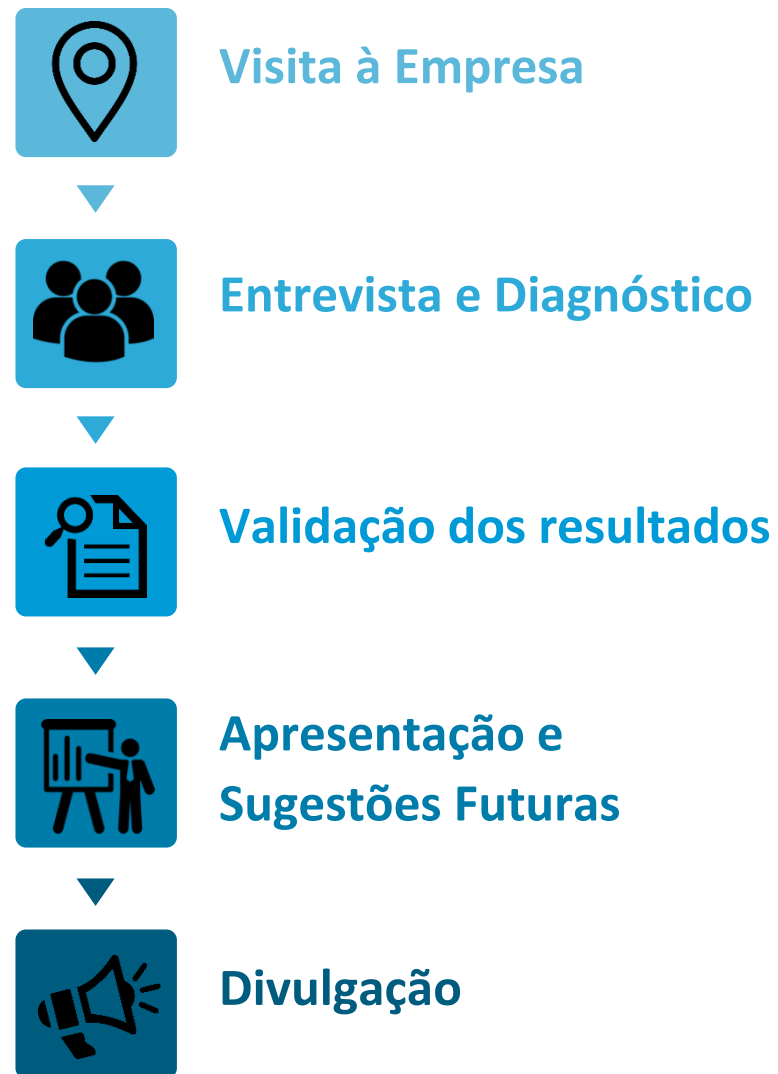 Visita à Empresa
Entrevista e Diagnóstico
Validação dos resultados
Apresentação e
Sugestões Futuras
Divulgação